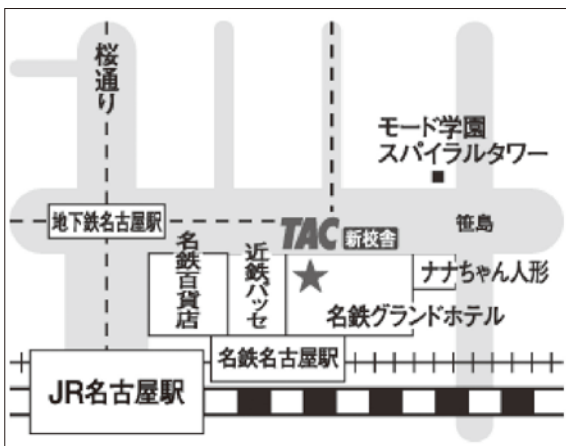 桜通り
モード学園
スパイラルタワー
地下鉄名古屋駅
TAC 新校舎
笹島
名鉄百貨店
近鉄パッセ
ナナちゃん人形
名鉄グランドホテル
名鉄名古屋駅
JR名古屋駅